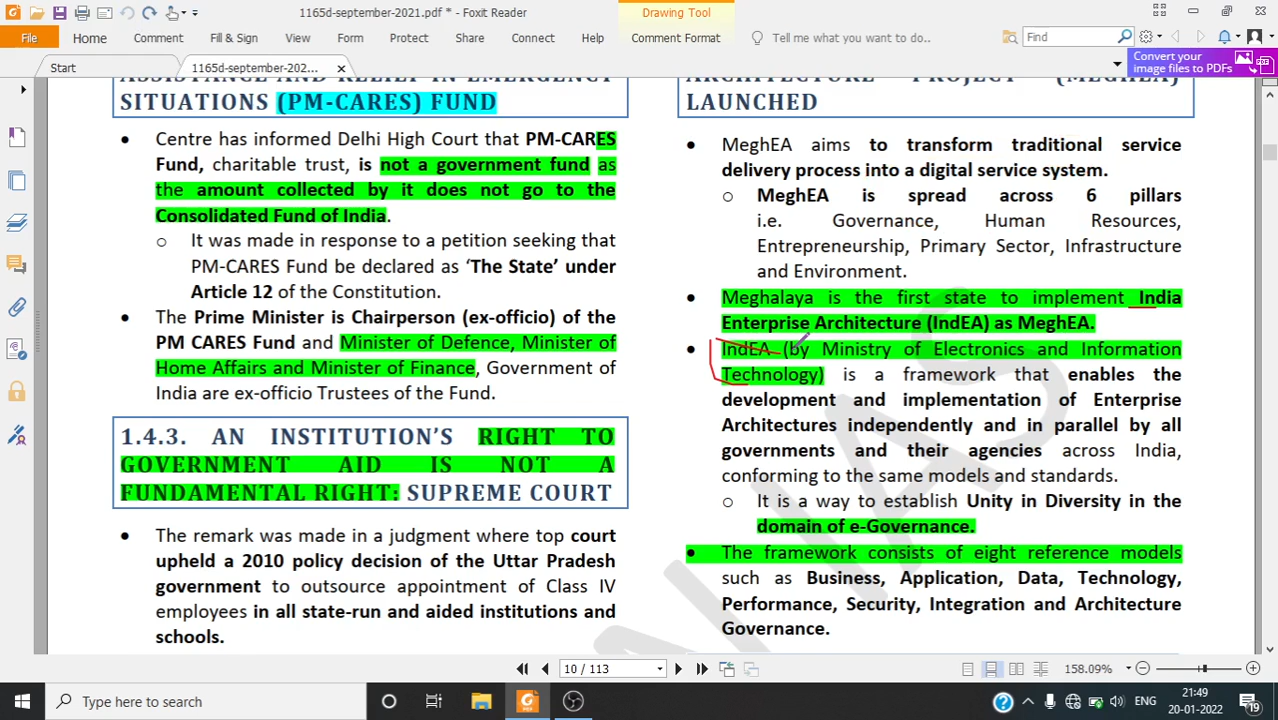 1165d-september-2021.pdf * - Foxit Reader
Drawing Tool
File
Home
Comment
Fill & Sign
View
Form
Protect
Share
Connect
Help
Comment Format
Tell me what you want to do..
Find
Start
1165d-september-202...
Convert your
image files to PDFs
ASSISTANCE AND RELIEF IN EMERGENCY
SITUATIONS (PM-CARES) FUND
• Centre has informed Delhi High Court that PM-CARES
Fund, charitable trust, is not a government fund as
the amount collected by it does not go to the
Consolidated Fund of India.
o It was made in response to a petition seeking that
PM-CARES Fund be declared as ‘The State’ under
Article 12 of the Constitution.
• The Prime Minister is Chairperson (ex-officio) of the
PM CARES Fund and Minister of Defence, Minister of
Home Affairs and Minister of Finance, Government of
India are ex-officio Trustees of the Fund.
1.4.3. AN INSTITUTION’S RIGHT TO
GOVERNMENT AID IS NOT A
FUNDAMENTAL RIGHT: SUPREME COURT
• The remark was made in a judgment where top court
upheld a 2010 policy decision of the Uttar Pradesh
government to outsource appointment of Class IV
employees in all state-run and aided institutions and
schools.
ARCHITECTURE PROJECT (MEGHEA)
LAUNCHED
• MeghEA aims to transform traditional service
delivery process into a digital service system.
o MeghEA is spread across 6 pillars
i.e. Governance, Human Resources,
Entrepreneurship, Primary Sector, Infrastructure
and Environment.
• Meghalaya is the first state to implement India
Enterprise Architecture (IndEA) as MeghEA.
• IndEA (by Ministry of Electronics and Information
Technology) is a framework that enables the
development and implementation of Enterprise
Architectures independently and in parallel by all
governments and their agencies across India,
conforming to the same models and standards.
o It is a way to establish Unity in Diversity in the
domain of e-Governance.
• The framework consists of eight reference models
such as Business, Application, Data, Technology,
Performance, Security, Integration and Architecture
Governance.
10 / 113
158.09%
Type here to search
ENG
21:49
20-01-2022
19